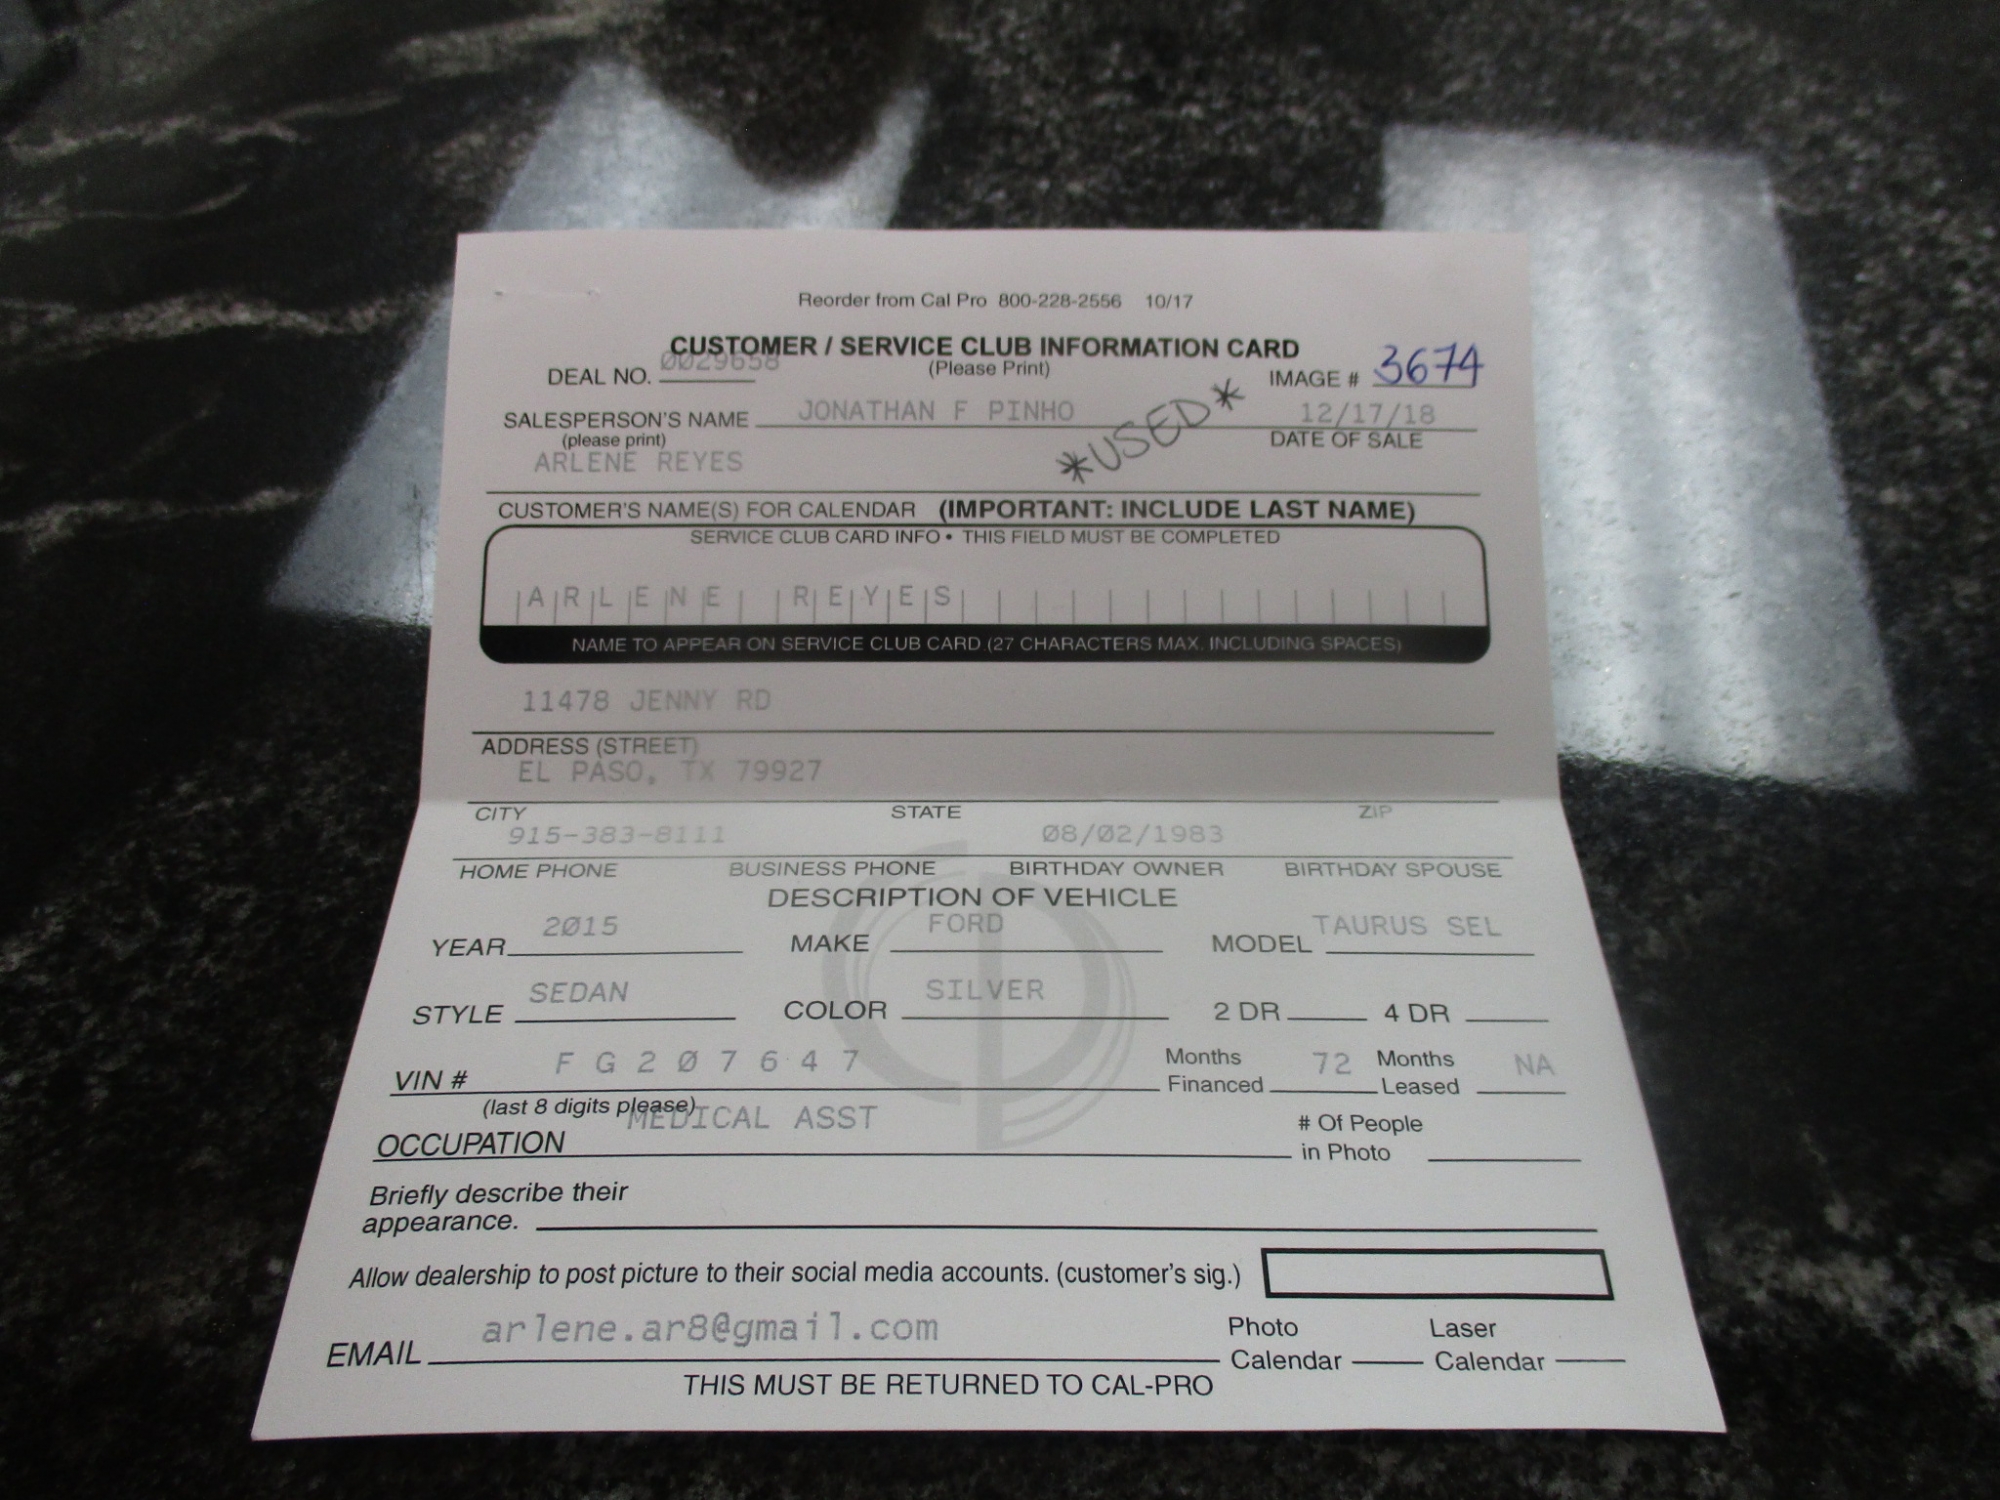 Reorder from Cal Pro 800-228-2556 10/17
CUSTOMER / SERVICE CLUB INFORMATION CARD
(Please Print)
DEAL NO. 0029658
IMAGE # 3674
SALESPERSON'S NAME JONATHAN F PINHO
(please print)
*USED*
12/17/18
DATE OF SALE
ARLENE REYES
CUSTOMER'S NAME(S) FOR CALENDAR (IMPORTANT: INCLUDE LAST NAME)
SERVICE CLUB CARD INFO • THIS FIELD MUST BE COMPLETED
ARLENE REYES
NAME TO APPEAR ON SERVICE CLUB CARD (27 CHARACTERS MAX. INCLUDING SPACES)
11478 JENNY RD
ADDRESS (STREET)
EL PASO, TX 79927
CITY STATE ZIP
915-383-8111 08/02/1983
HOME PHONE BUSINESS PHONE BIRTHDAY OWNER BIRTHDAY SPOUSE
DESCRIPTION OF VEHICLE
YEAR 2015 MAKE FORD MODEL TAURUS SEL
STYLE SEDAN COLOR SILVER 2 DR 4 DR
VIN # F G 2 0 7 6 4 7 Months Financed 72 Months Leased NA
(last 8 digits please)
OCCUPATION MEDICAL ASST # Of People in Photo
Briefly describe their
appearance.
Allow dealership to post picture to their social media accounts. (customer's sig.)
EMAIL arlene.ar8@gmail.com Photo Calendar Laser Calendar
THIS MUST BE RETURNED TO CAL-PRO